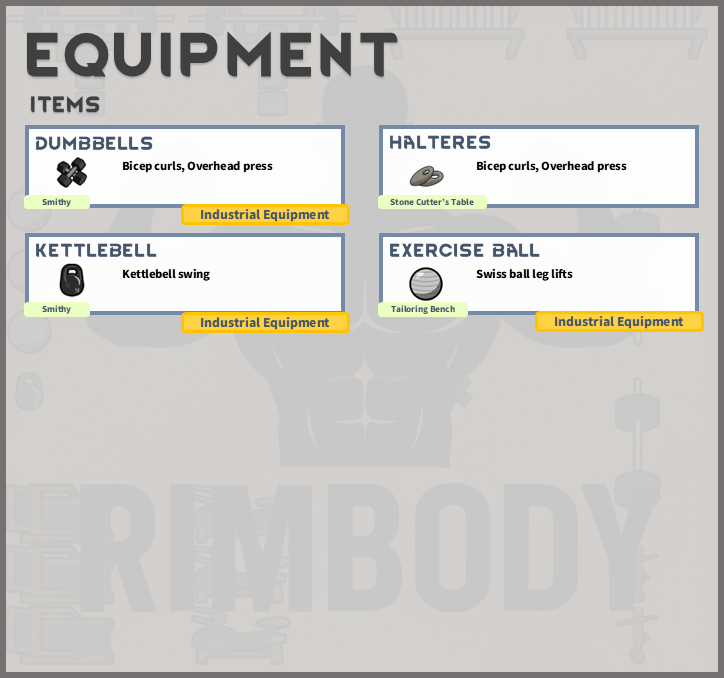 EQUIPMENT
ITEMS
DUMBBELLS
Bicep curls, Overhead press
Smithy
Industrial Equipment
HALTERES
Bicep curls, Overhead press
Stone Cutter's Table
KETTLEBELL
Kettlebell swing
Smithy
Industrial Equipment
EXERCISE BALL
Swiss ball leg lifts
Tailoring Bench
Industrial Equipment
RIMBODY